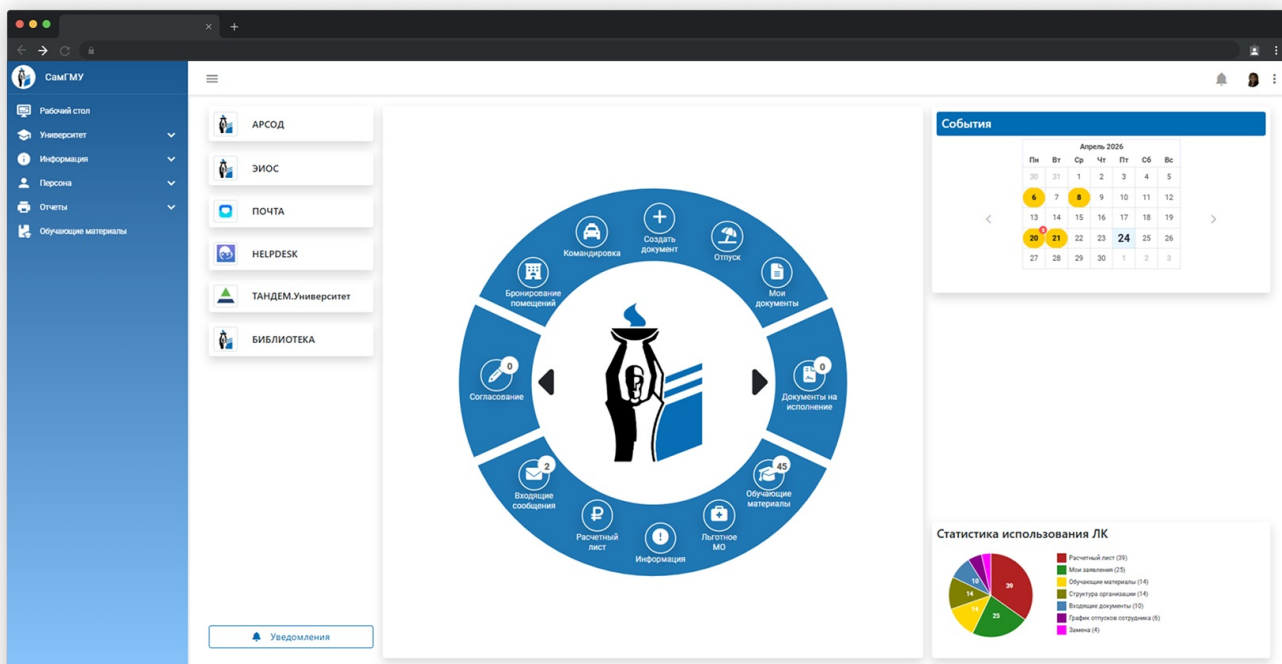 СамГМУ
Рабочий стол
Университет
Информация
Персона
Отчеты
Обучающие материалы
АРСОД
ЭИОС
ПОЧТА
HELPDESK
ТАНДЕМ.Университет
БИБЛИОТЕКА
Уведомления
Создать
документ
Отпуск
Мои
документы
0
Документы на
исполнение
45
Обучающие
материалы
Льготное
МО
Информация
Расчетный
лист
2
Входящие
сообщения
0
Согласование
Бронирование
помещений
Командировка
События
Апрель 2026
Пн Вт Ср Чт Пт Сб Вс
30 31 1 2 3 4 5
6 7 8 9 10 11 12
13 14 15 16 17 18 19
20 21 22 23 24 25 26
27 28 29 30 1 2 3
Статистика использования ЛК
39
25
14
14
10
Расчетный лист (39)
Мои заявления (25)
Обучающие материалы (14)
Структура организации (14)
Входящие документы (10)
График отпусков сотрудника (6)
Замена (4)